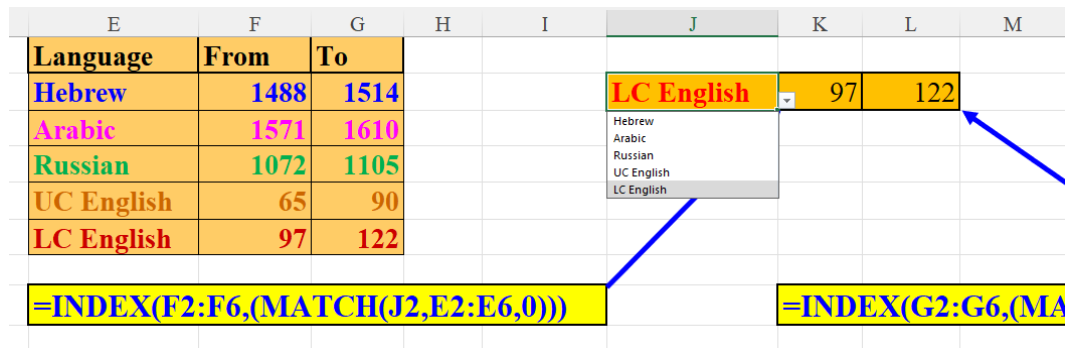 E F G H I J K L M
Language From To
Hebrew 1488 1514 LC English 97 122
Hebrew
Arabic 1571 1610 Arabic
Russian 1072 1105 Russian
UC English
UC English 65 90 LC English
LC English 97 122
=INDEX(F2:F6,(MATCH(J2,E2:E6,0))) =INDEX(G2:G6,(MA